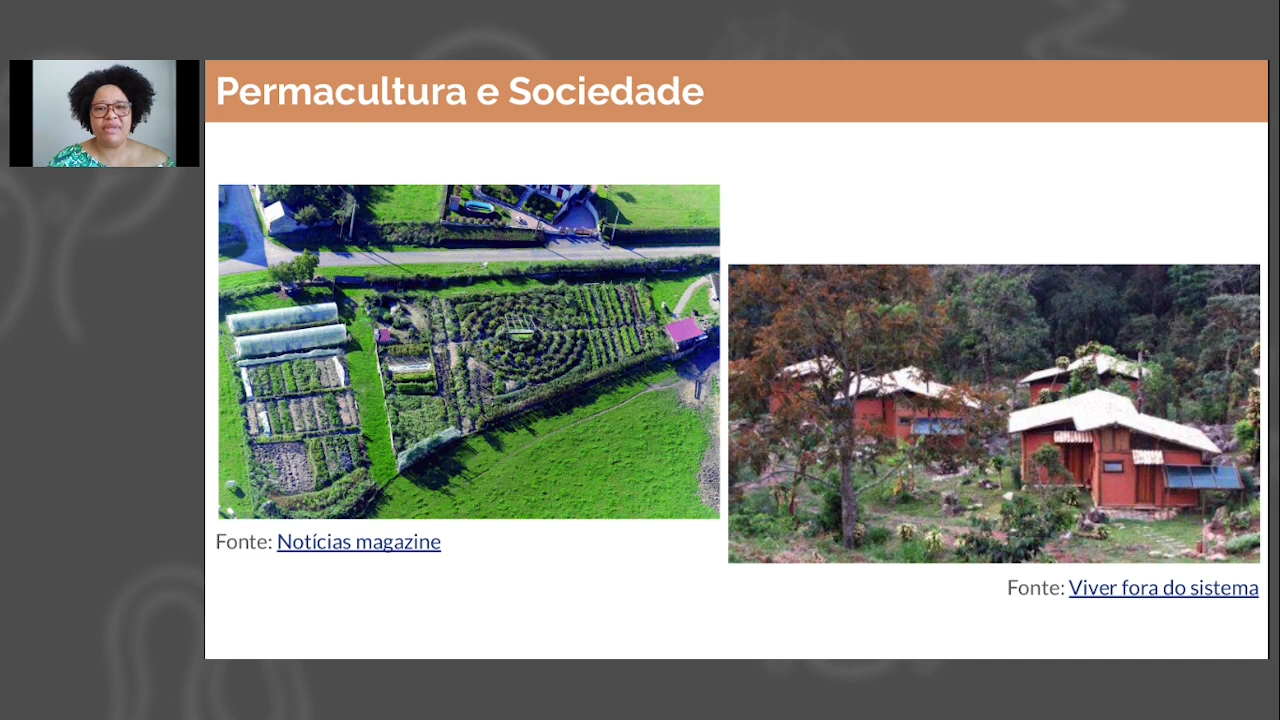 Permacultura e Sociedade
Fonte: Notícias magazine
Fonte: Viver fora do sistema